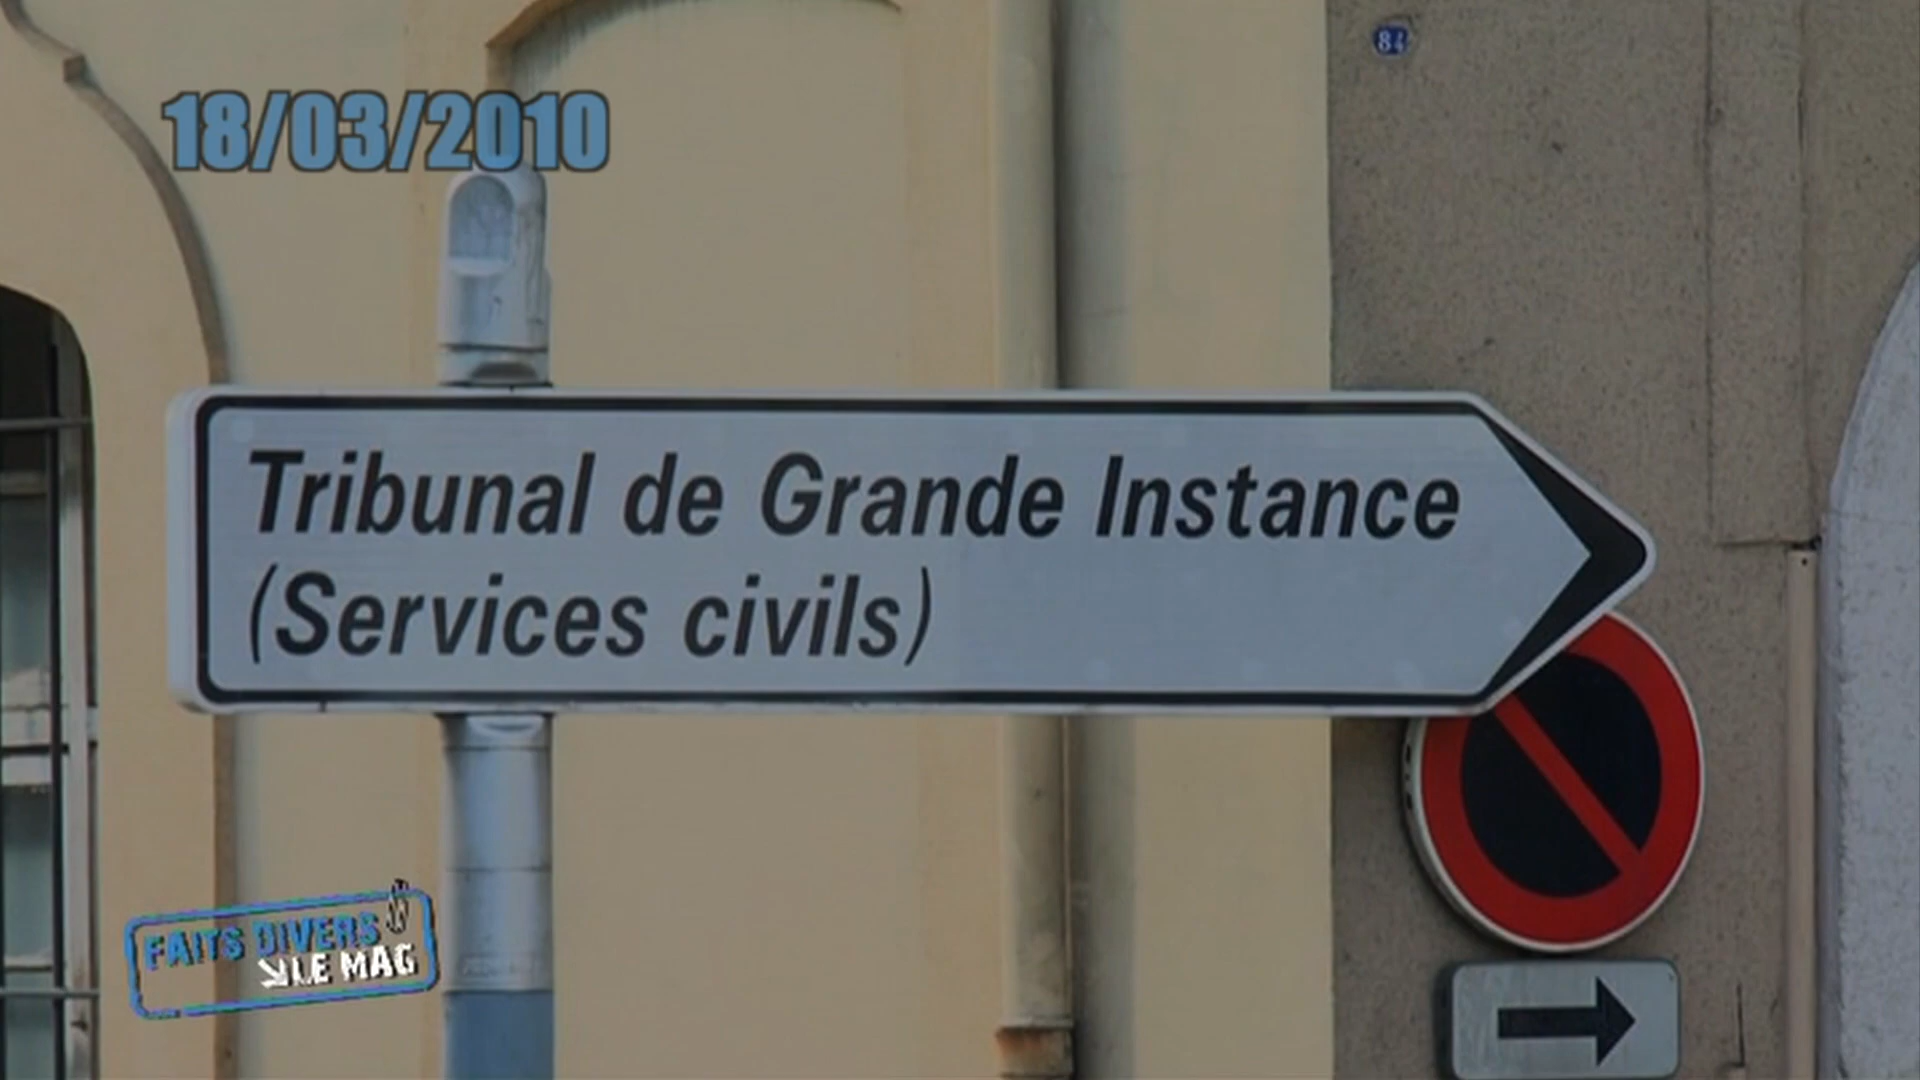 84
18/03/2010
Tribunal de Grande Instance
(Services civils)
FAITS DIVERS
LE MAG